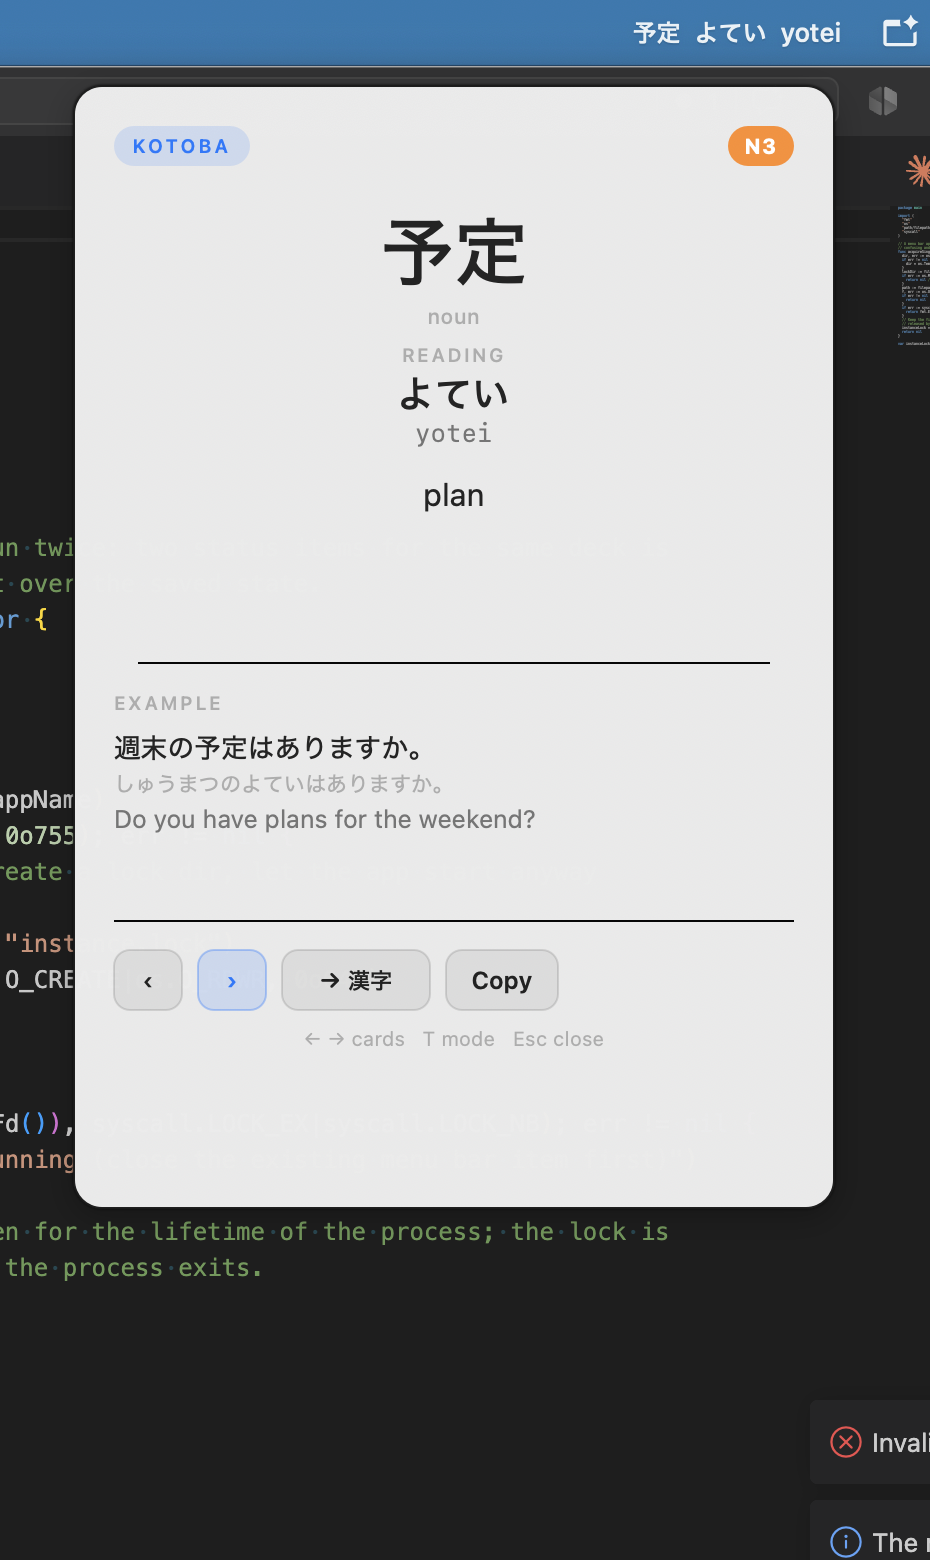 予定 よてい yotei
KOTOBA
N3
予定
noun
READING
よてい
yotei
plan
un twi
over
or {
EXAMPLE
週末の予定はありますか。
しゅうまつのよていはありますか。
Do you have plans for the weekend?
appNam
0o755
reate
"inst
O_CRE
‹
›
→ 漢字
Copy
← → cards T mode Esc close
Fd()),
unning
en for the lifetime of the process; the lock is
the process exits.
Invali
The